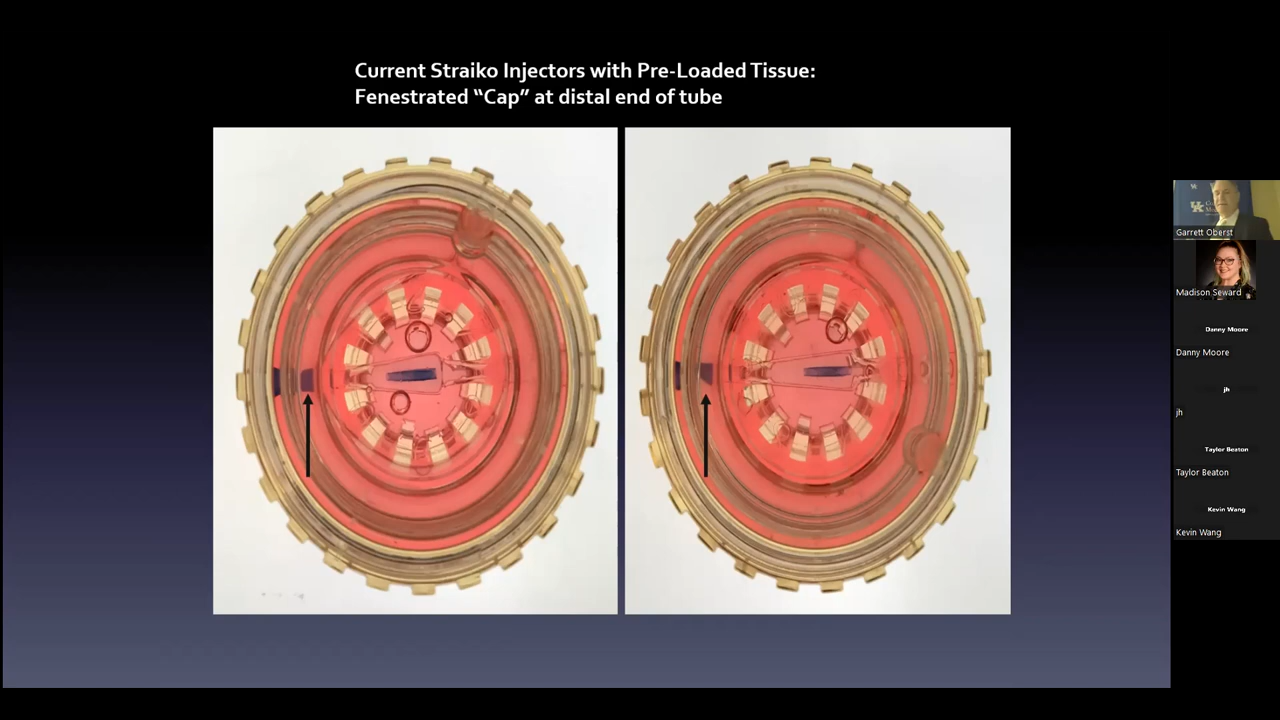 Current Straiko Injectors with Pre-Loaded Tissue:
Fenestrated “Cap” at distal end of tube
UK
Garrett Oberst
Madison Seward
Danny Moore
Danny Moore
jh
jh
Taylor Beaton
Taylor Beaton
Kevin Wang
Kevin Wang